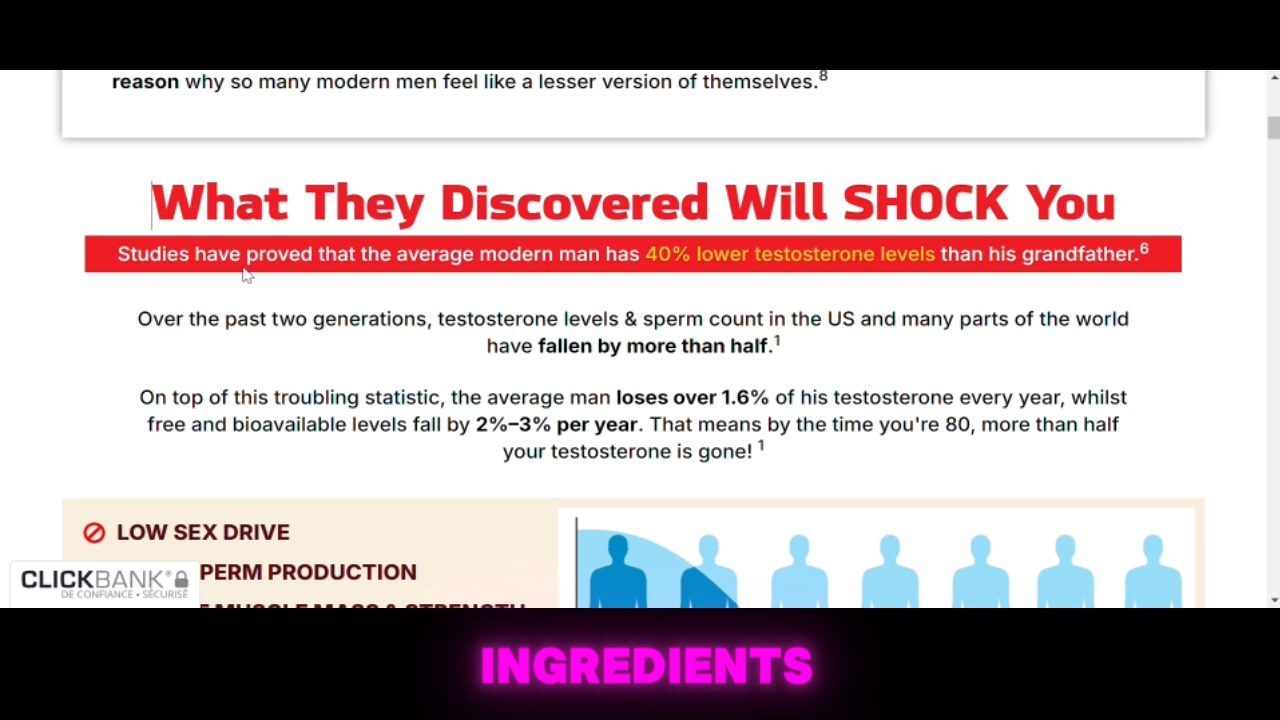 reason why so many modern men feel like a lesser version of themselves.8
What They Discovered Will SHOCK You
Studies have proved that the average modern man has 40% lower testosterone levels than his grandfather.6
Over the past two generations, testosterone levels & sperm count in the US and many parts of the world
have fallen by more than half.1
On top of this troubling statistic, the average man loses over 1.6% of his testosterone every year, whilst
free and bioavailable levels fall by 2%–3% per year. That means by the time you're 80, more than half
your testosterone is gone! 1
LOW SEX DRIVE
PERM PRODUCTION
MUSCLE MASS & STRENGTH
CLICKBANK®
DE CONFIANCE • SÉCURISÉ
INGREDIENTS